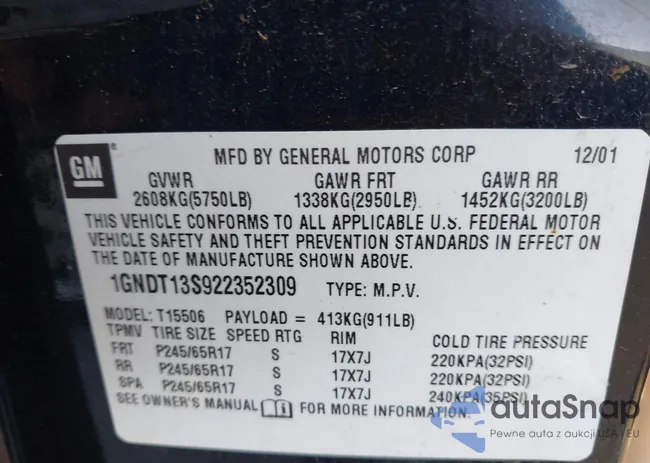 GM
®
MFD BY GENERAL MOTORS CORP 12/01
GVWR GAWR FRT GAWR RR
2608KG(5750LB) 1338KG(2950LB) 1452KG(3200LB)
THIS VEHICLE CONFORMS TO ALL APPLICABLE U.S. FEDERAL MOTOR
VEHICLE SAFETY AND THEFT PREVENTION STANDARDS IN EFFECT ON
THE DATE OF MANUFACTURE SHOWN ABOVE.
1GNDT13S922352309 TYPE: M.P.V.
MODEL: T15506 PAYLOAD = 413KG(911LB)
TPMV TIRE SIZE SPEED RTG RIM COLD TIRE PRESSURE
FRT P245/65R17 S 17X7J 220KPA(32PSI)
RR P245/65R17 S 17X7J 220KPA(32PSI)
SPA P245/65R17 S 17X7J 240KPA(35PSI)
SEE OWNER'S MANUAL FOR MORE INFORMATION.
autaSnap
Pewne auta z aukcji USA i EU